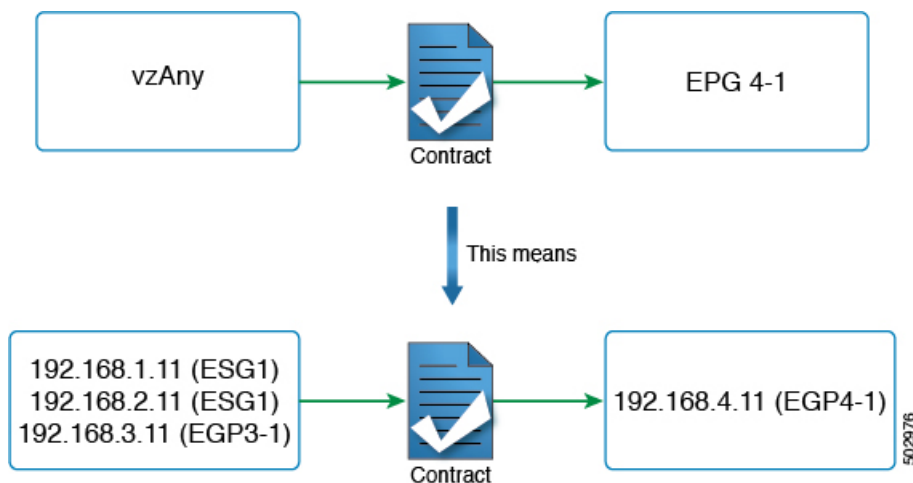 vzAny
EPG 4-1
Contract
This means
192.168.1.11 (ESG1)
192.168.2.11 (ESG1)
192.168.3.11 (EGP3-1)
192.168.4.11 (EGP4-1)
Contract
502976